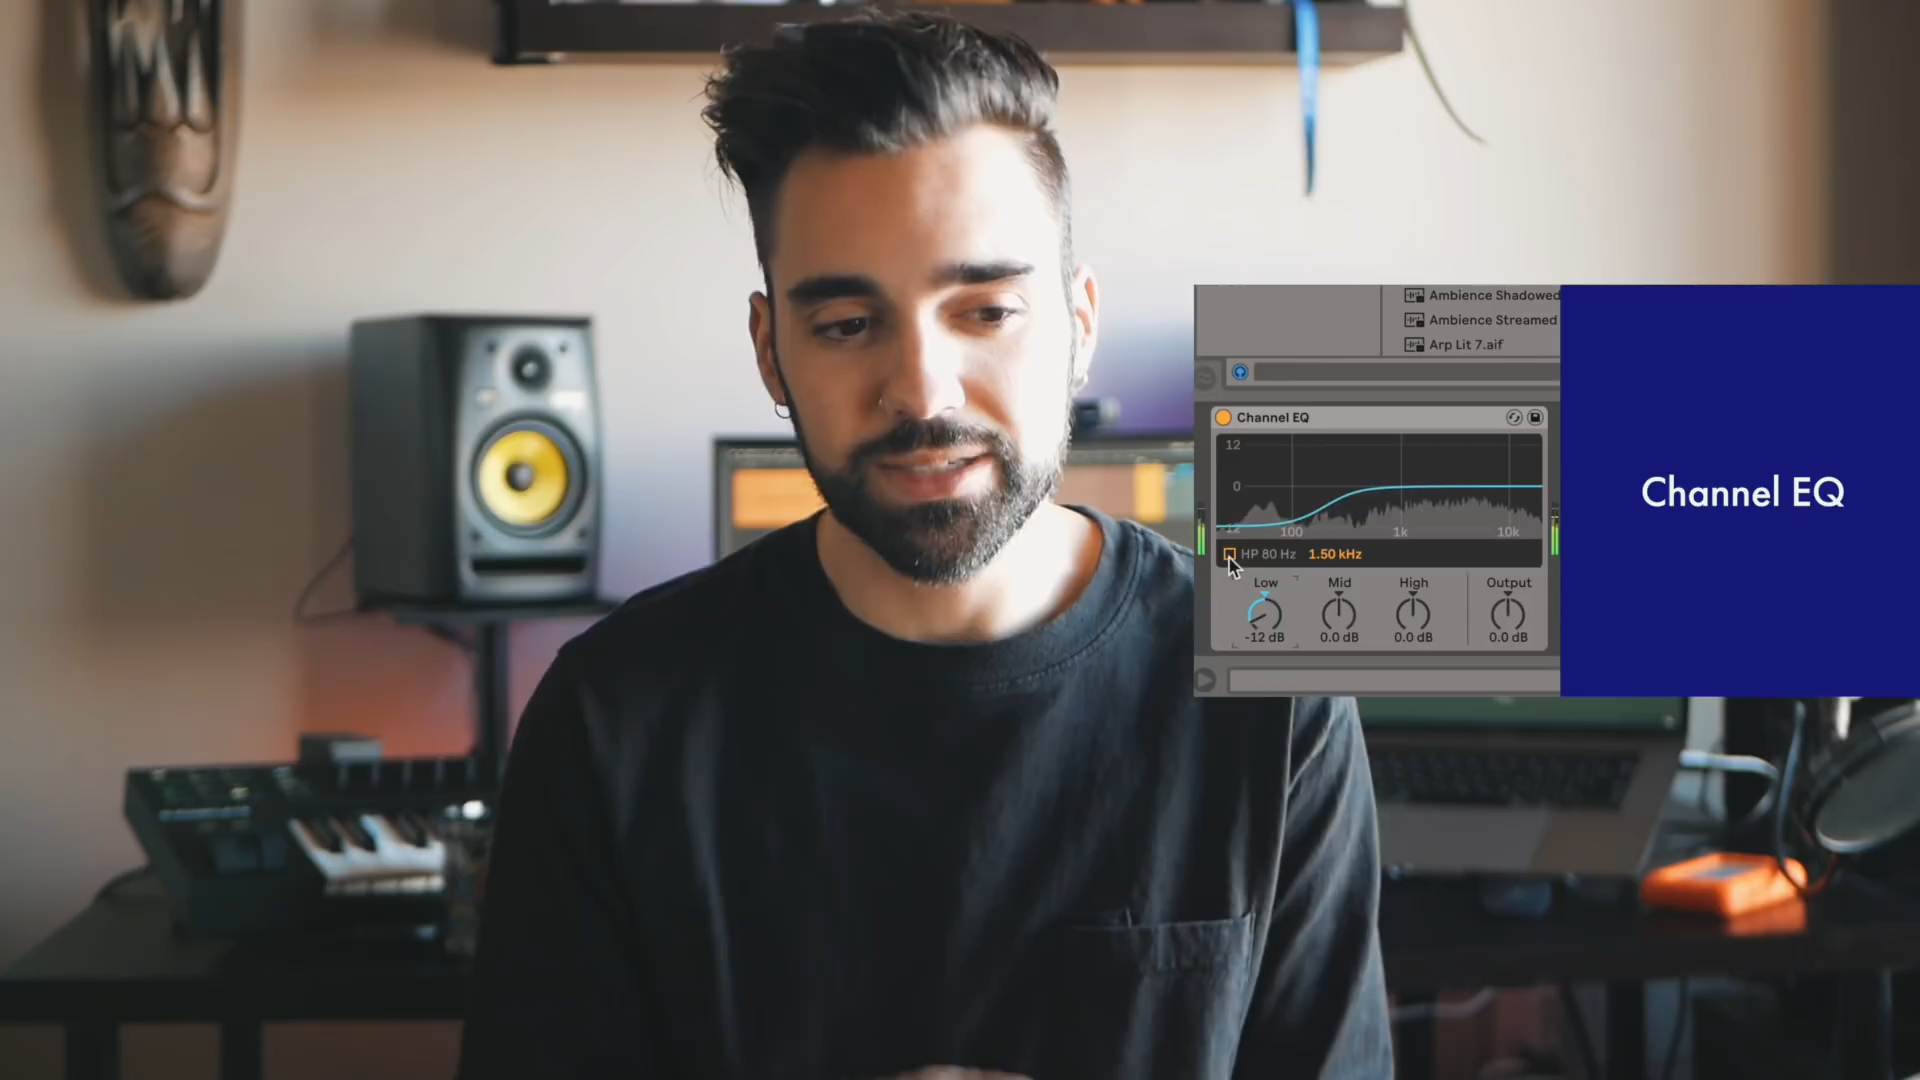 Ambience Shadowed
Ambience Streamed
Arp Lit 7.aif
Channel EQ
12
0
-12
100
1k
10k
HP 80 Hz 1.50 kHz
Low Mid High Output
-12 dB 0.0 dB 0.0 dB 0.0 dB
Channel EQ